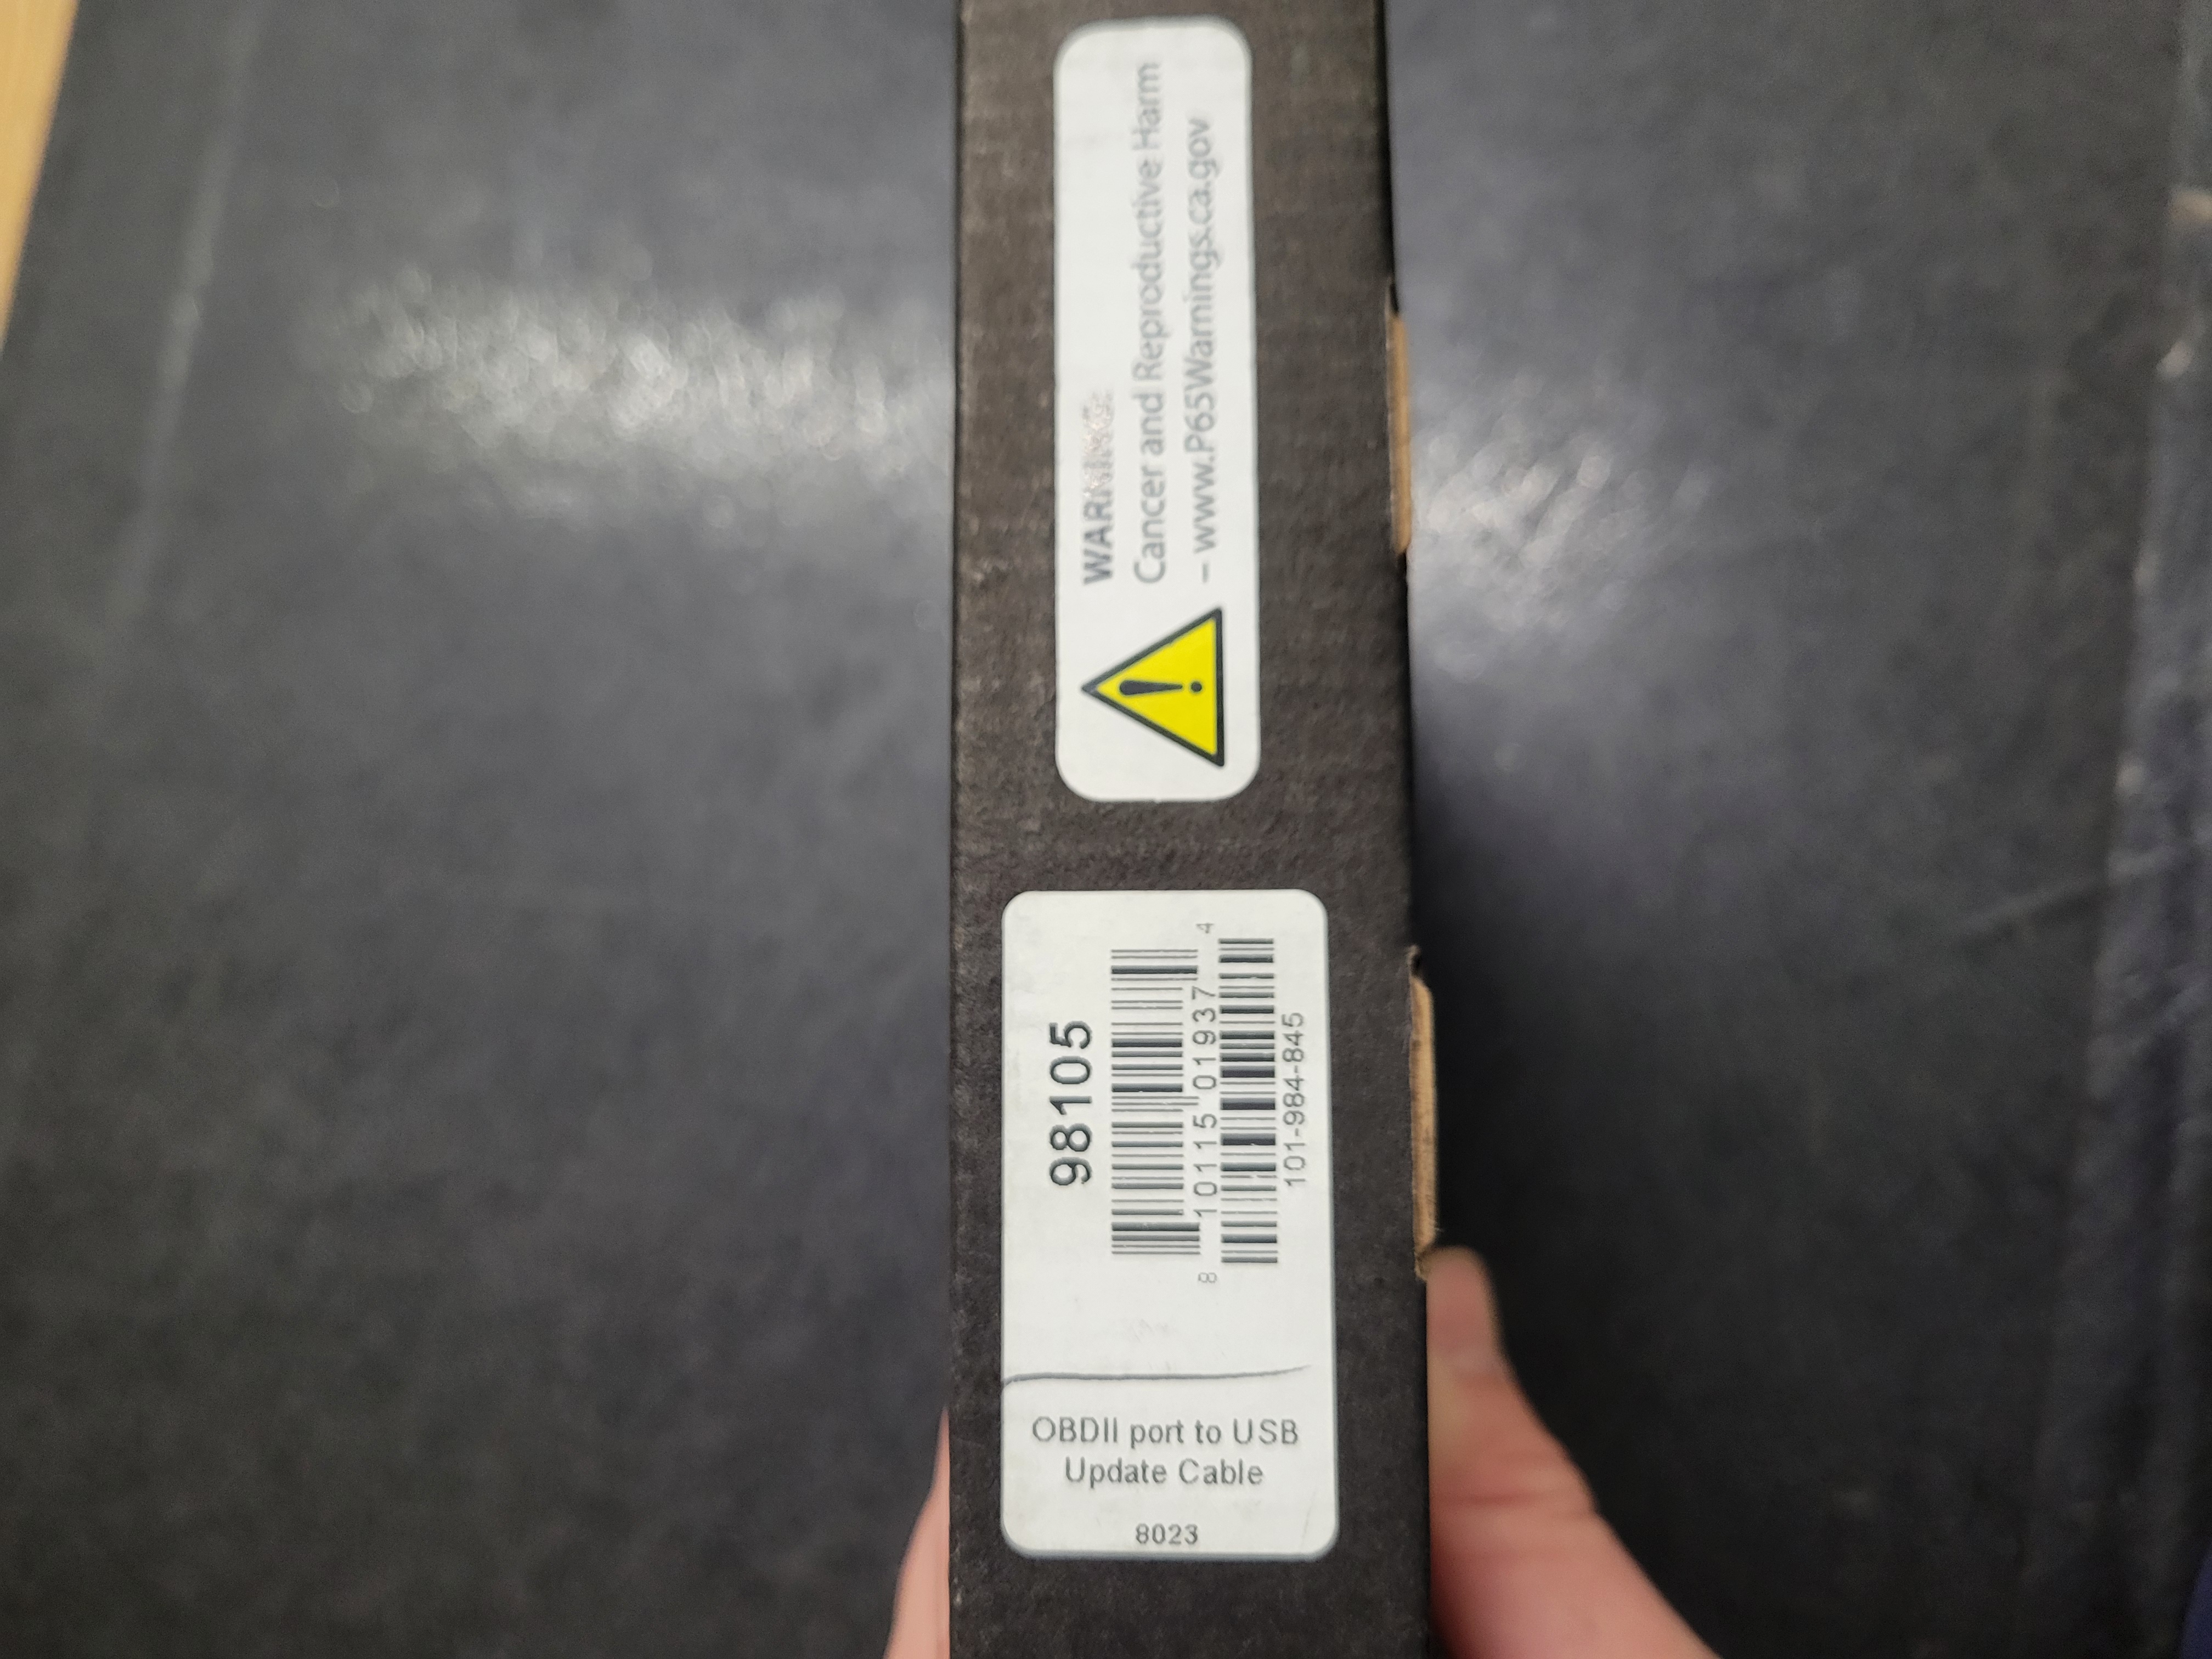 WARNING:
Cancer and Reproductive Harm
– www.P65Warnings.ca.gov
98105
8 10115 01937 4
101-984-845
OBDII port to USB
Update Cable
8023